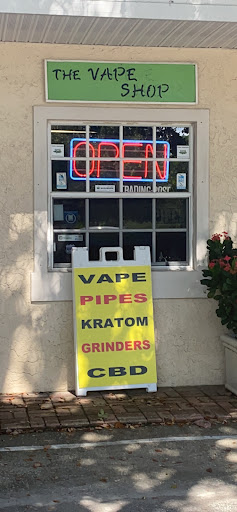 THE VAPE
SHOP
OPEN
TRADING POST
VAPE
PIPES
KRATOM
GRINDERS
CBD